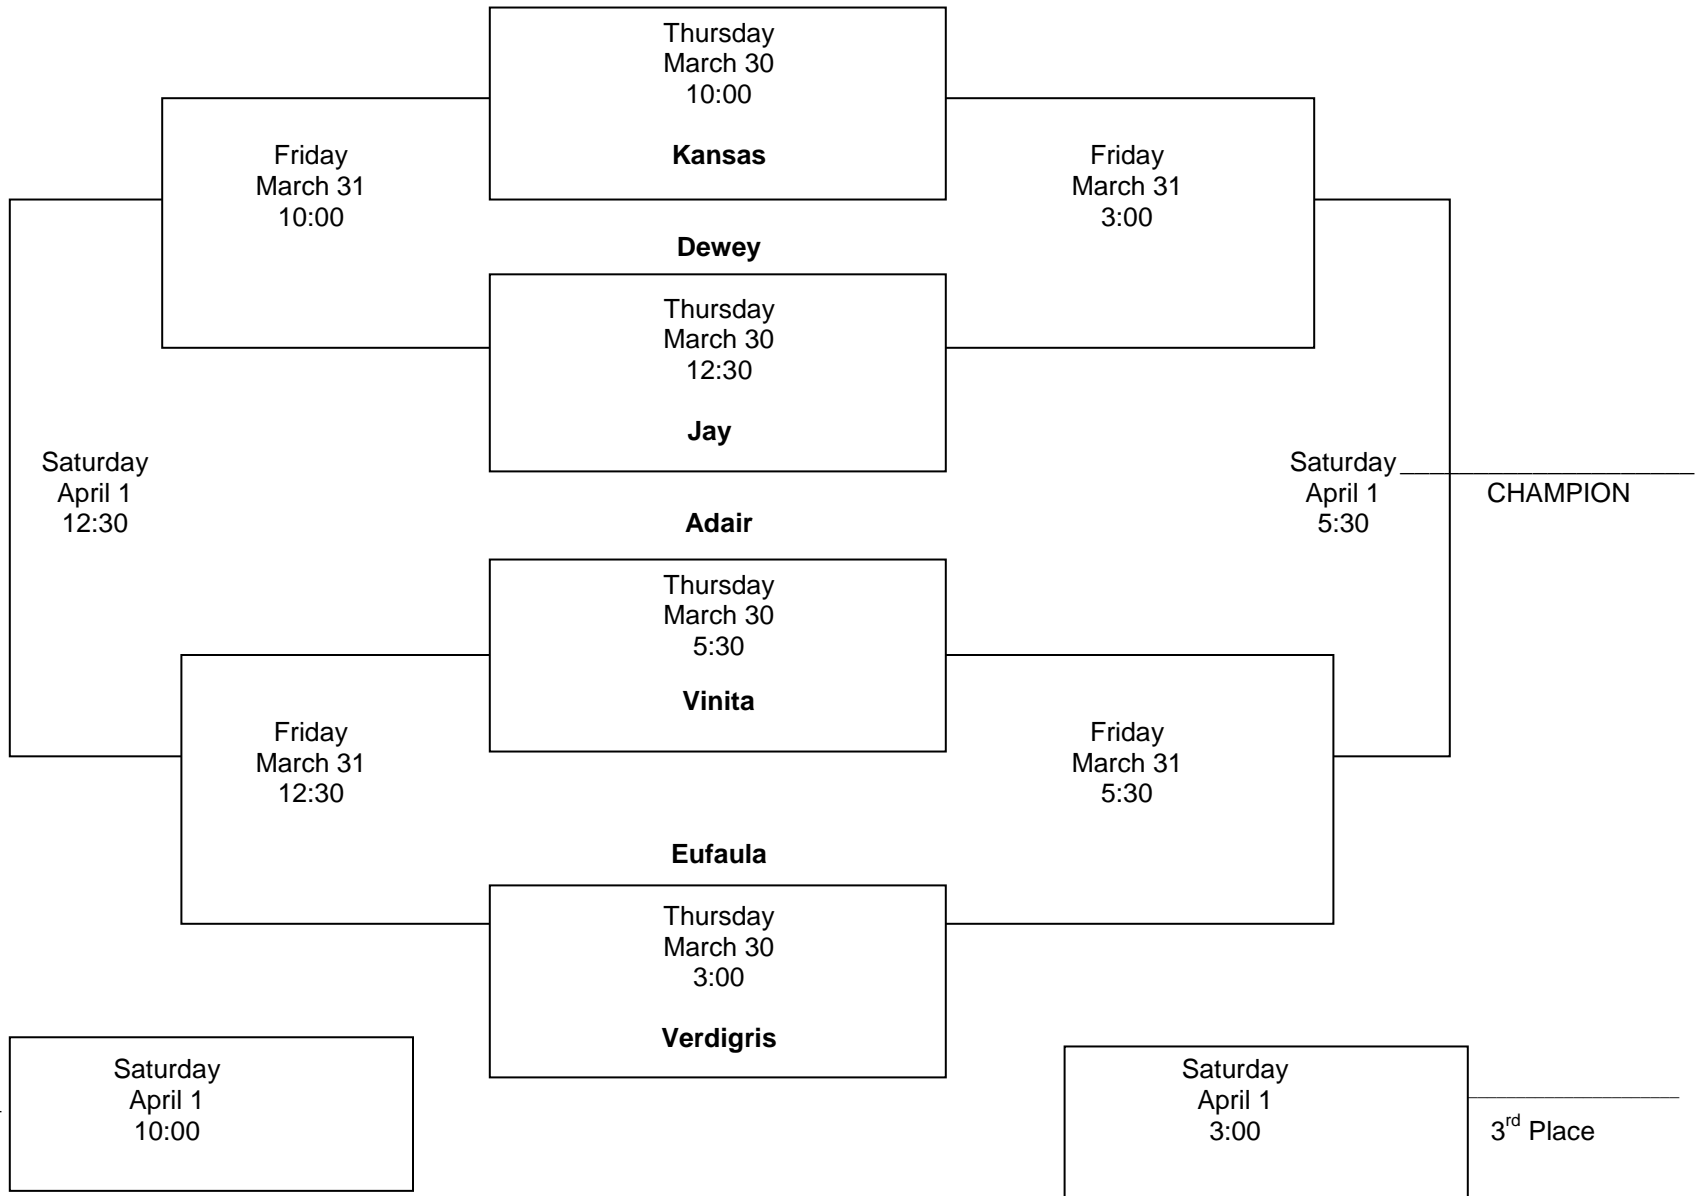 Thursday
March 30
10:00
Kansas
Friday
March 31
10:00
Friday
March 31
3:00
Dewey
Thursday
March 30
12:30
Jay
Saturday
April 1
12:30
Saturday
April 1
5:30
CHAMPION
Adair
Thursday
March 30
5:30
Vinita
Friday
March 31
12:30
Friday
March 31
5:30
Eufaula
Thursday
March 30
3:00
Verdigris
Saturday
April 1
10:00
Saturday
April 1
3:00
3rd Place